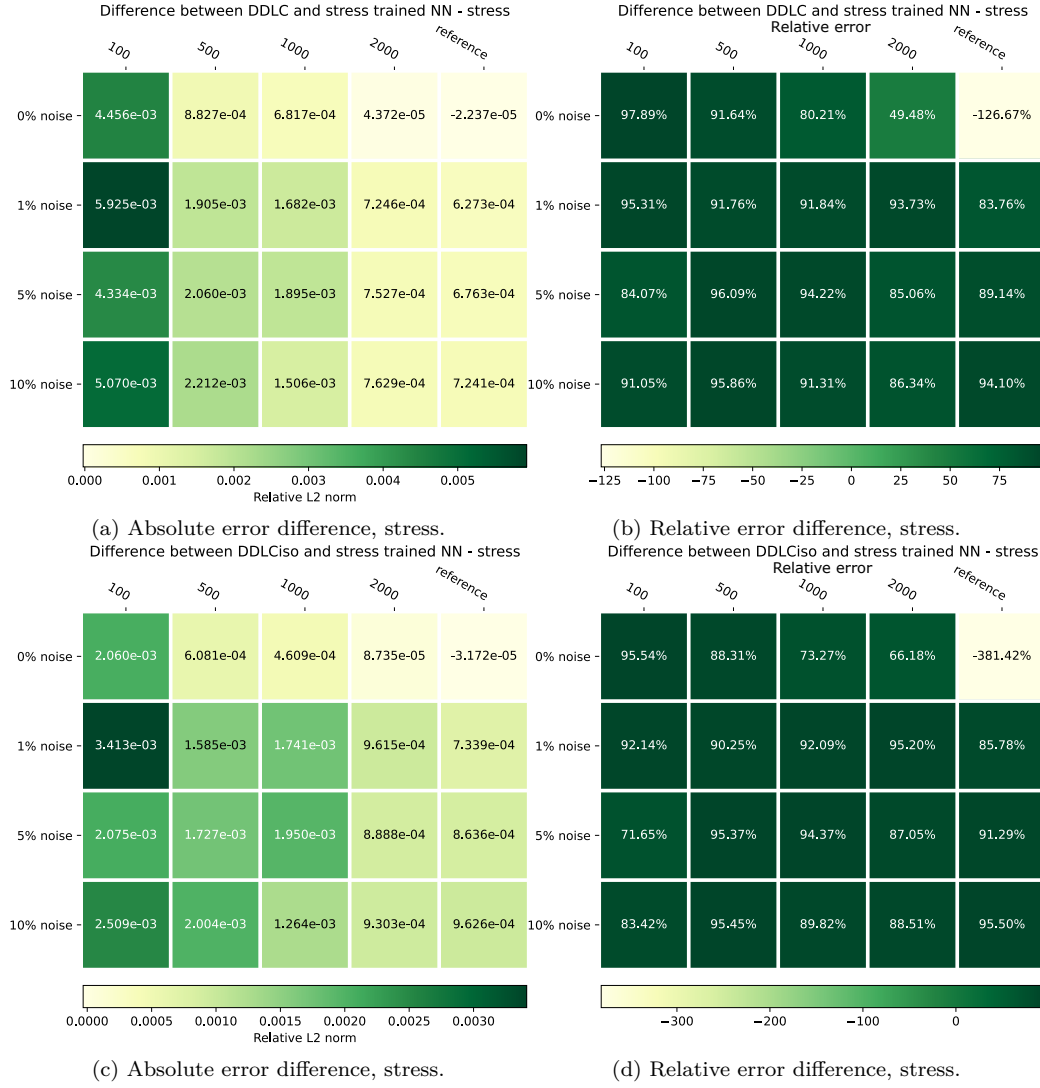 Difference between DDLC and stress trained NN - stress
100 500 1000 2000 reference
0% noise 4.456e-03 8.827e-04 6.817e-04 4.372e-05 -2.237e-05
1% noise 5.925e-03 1.905e-03 1.682e-03 7.246e-04 6.273e-04
5% noise 4.334e-03 2.060e-03 1.895e-03 7.527e-04 6.763e-04
10% noise 5.070e-03 2.212e-03 1.506e-03 7.629e-04 7.241e-04
0.000 0.001 0.002 0.003 0.004 0.005
Relative L2 norm
(a) Absolute error difference, stress.
Difference between DDLC and stress trained NN - stress
Relative error
100 500 1000 2000 reference
0% noise 97.89% 91.64% 80.21% 49.48% -126.67%
1% noise 95.31% 91.76% 91.84% 93.73% 83.76%
5% noise 84.07% 96.09% 94.22% 85.06% 89.14%
10% noise 91.05% 95.86% 91.31% 86.34% 94.10%
−125 −100 −75 −50 −25 0 25 50 75
(b) Relative error difference, stress.
Difference between DDLCiso and stress trained NN - stress
100 500 1000 2000 reference
0% noise 2.060e-03 6.081e-04 4.609e-04 8.735e-05 -3.172e-05
1% noise 3.413e-03 1.585e-03 1.741e-03 9.615e-04 7.339e-04
5% noise 2.075e-03 1.727e-03 1.950e-03 8.888e-04 8.636e-04
10% noise 2.509e-03 2.004e-03 1.264e-03 9.303e-04 9.626e-04
0.0000 0.0005 0.0010 0.0015 0.0020 0.0025 0.0030
Relative L2 norm
(c) Absolute error difference, stress.
Difference between DDLCiso and stress trained NN - stress
Relative error
100 500 1000 2000 reference
0% noise 95.54% 88.31% 73.27% 66.18% -381.42%
1% noise 92.14% 90.25% 92.09% 95.20% 85.78%
5% noise 71.65% 95.37% 94.37% 87.05% 91.29%
10% noise 83.42% 95.45% 89.82% 88.51% 95.50%
−300 −200 −100 0
(d) Relative error difference, stress.